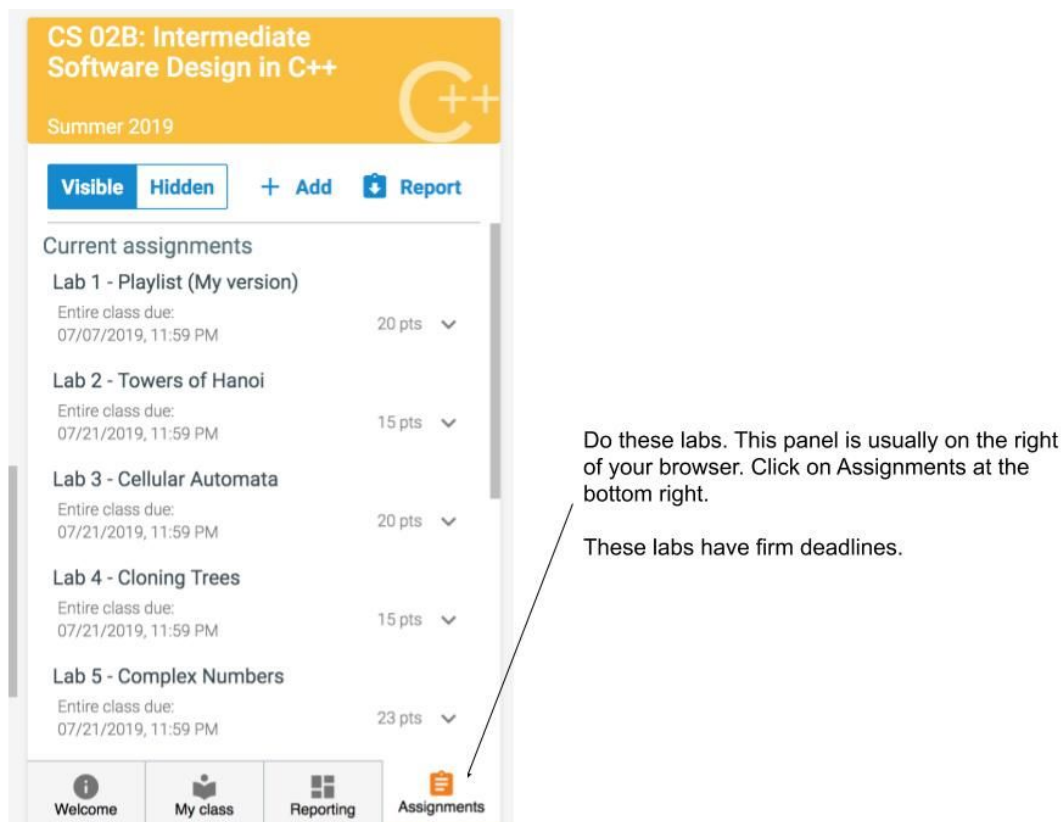 CS 02B: Intermediate
Software Design in C++
C++
Summer 2019
Visible Hidden + Add Report
Current assignments
Lab 1 - Playlist (My version)
Entire class due:
07/07/2019, 11:59 PM
20 pts
Lab 2 - Towers of Hanoi
Entire class due:
07/21/2019, 11:59 PM
15 pts
Lab 3 - Cellular Automata
Entire class due:
07/21/2019, 11:59 PM
20 pts
Lab 4 - Cloning Trees
Entire class due:
07/21/2019, 11:59 PM
15 pts
Lab 5 - Complex Numbers
Entire class due:
07/21/2019, 11:59 PM
23 pts
Welcome My class Reporting Assignments
Do these labs. This panel is usually on the right
of your browser. Click on Assignments at the
bottom right.
These labs have firm deadlines.